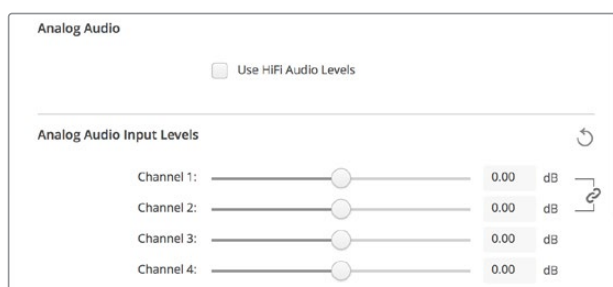 Analog Audio
Use HiFi Audio Levels
Analog Audio Input Levels
Channel 1: 0.00 dB
Channel 2: 0.00 dB
Channel 3: 0.00 dB
Channel 4: 0.00 dB